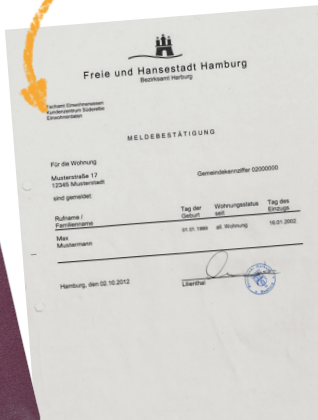 Freie und Hansestadt Hamburg
Bezirksamt Harburg
Fachamt Einwohnerwesen
Kundenzentrum Süderelbe
Einwohnerdaten
MELDEBESTÄTIGUNG
Für die Wohnung
Gemeindekennziffer 02000000
Musterstraße 17
12345 Musterstadt
sind gemeldet
Rufname / Familienname
Tag der Geburt
Wohnungsstatus seit
Tag des Einzugs
Max Mustermann
01.01.1989
all. Wohnung
16.01.2002
Hamburg, den 02.10.2012
Lilienthal